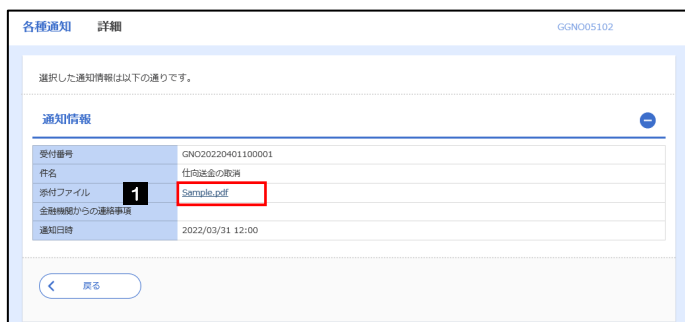 各種通知 詳細 GGNO05102
選択した通知情報は以下の通りです。
通知情報
受付番号 GNO20220401100001
件名 仕向送金の取消
添付ファイル 1 Sample.pdf
金融機関からの連絡事項
通知日時 2022/03/31 12:00
戻る